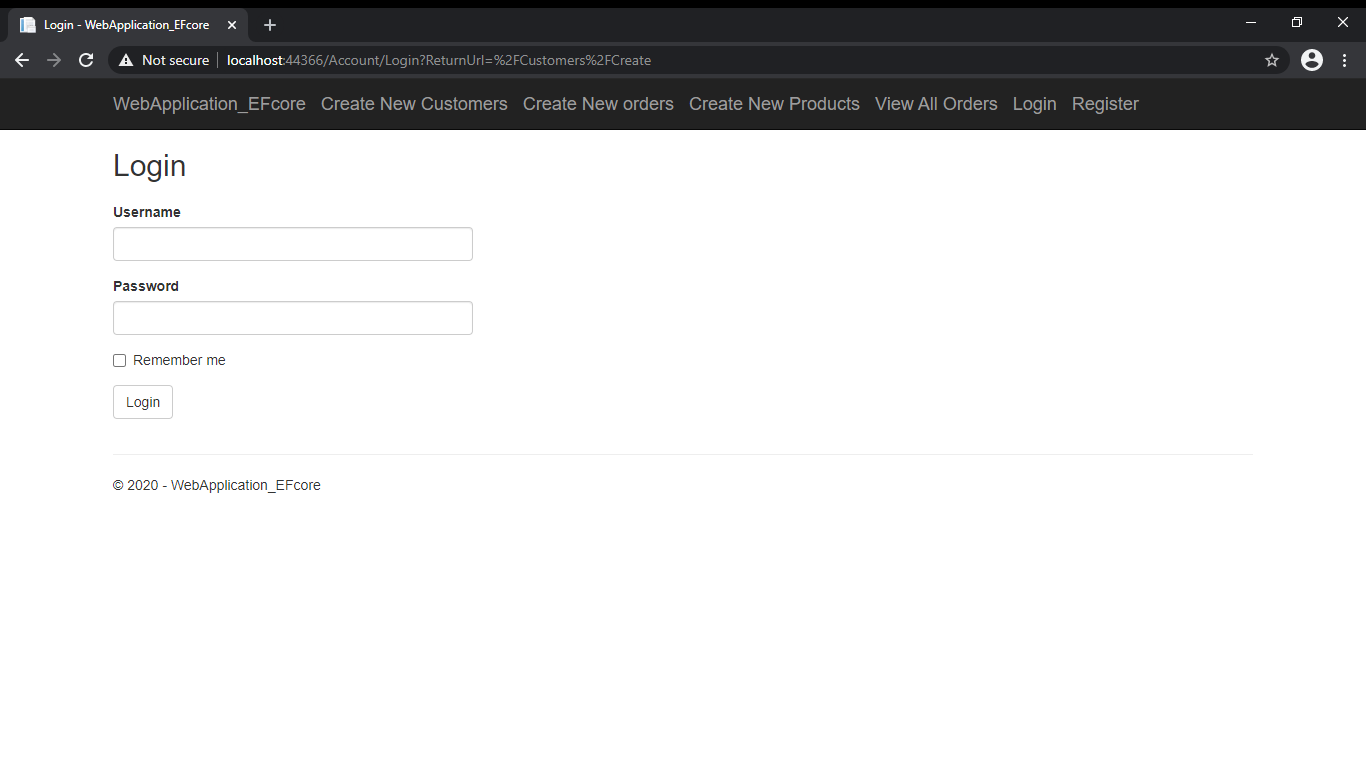 Login - WebApplication_EFcore
Not secure localhost:44366/Account/Login?ReturnUrl=%2FCustomers%2FCreate
WebApplication_EFcore Create New Customers Create New orders Create New Products View All Orders Login Register
Login
Username
Password
Remember me
Login
© 2020 - WebApplication_EFcore